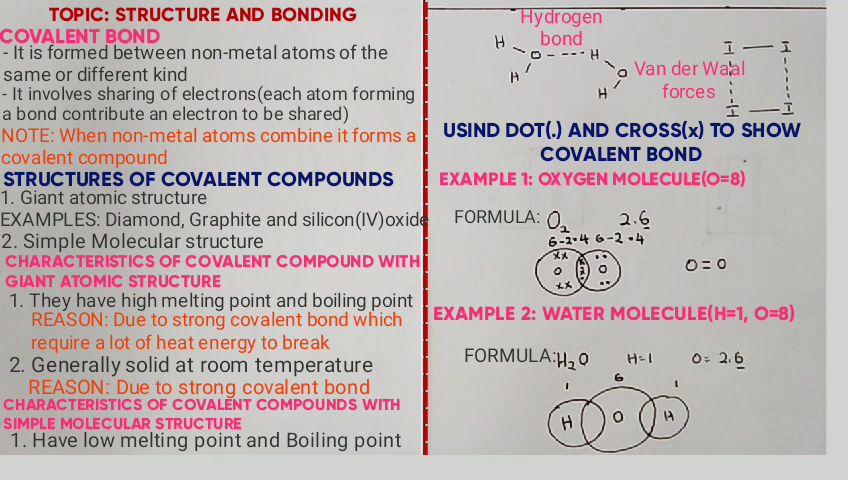 TOPIC: STRUCTURE AND BONDING
COVALENT BOND
- It is formed between non-metal atoms of the
same or different kind
- It involves sharing of electrons(each atom forming
a bond contribute an electron to be shared)
NOTE: When non-metal atoms combine it forms a
covalent compound
STRUCTURES OF COVALENT COMPOUNDS
1. Giant atomic structure
EXAMPLES: Diamond, Graphite and silicon(IV)oxide
2. Simple Molecular structure
CHARACTERISTICS OF COVALENT COMPOUND WITH
GIANT ATOMIC STRUCTURE
1. They have high melting point and boiling point
REASON: Due to strong covalent bond which
require a lot of heat energy to break
2. Generally solid at room temperature
REASON: Due to strong covalent bond
CHARACTERISTICS OF COVALENT COMPOUNDS WITH
SIMPLE MOLECULAR STRUCTURE
1. Have low melting point and Boiling point
Hydrogen
bond
H O H
H O
H
I I
Van der Waal
forces
I I
USIND DOT(.) AND CROSS(x) TO SHOW
COVALENT BOND
EXAMPLE 1: OXYGEN MOLECULE(O=8)
FORMULA: O₂ 2.6
6-2=4 6-2=4
xx ..
O O
xx ..
O=O
EXAMPLE 2: WATER MOLECULE(H=1, O=8)
FORMULA: H₂O H=1 O=2.6
1 6 1
H O H